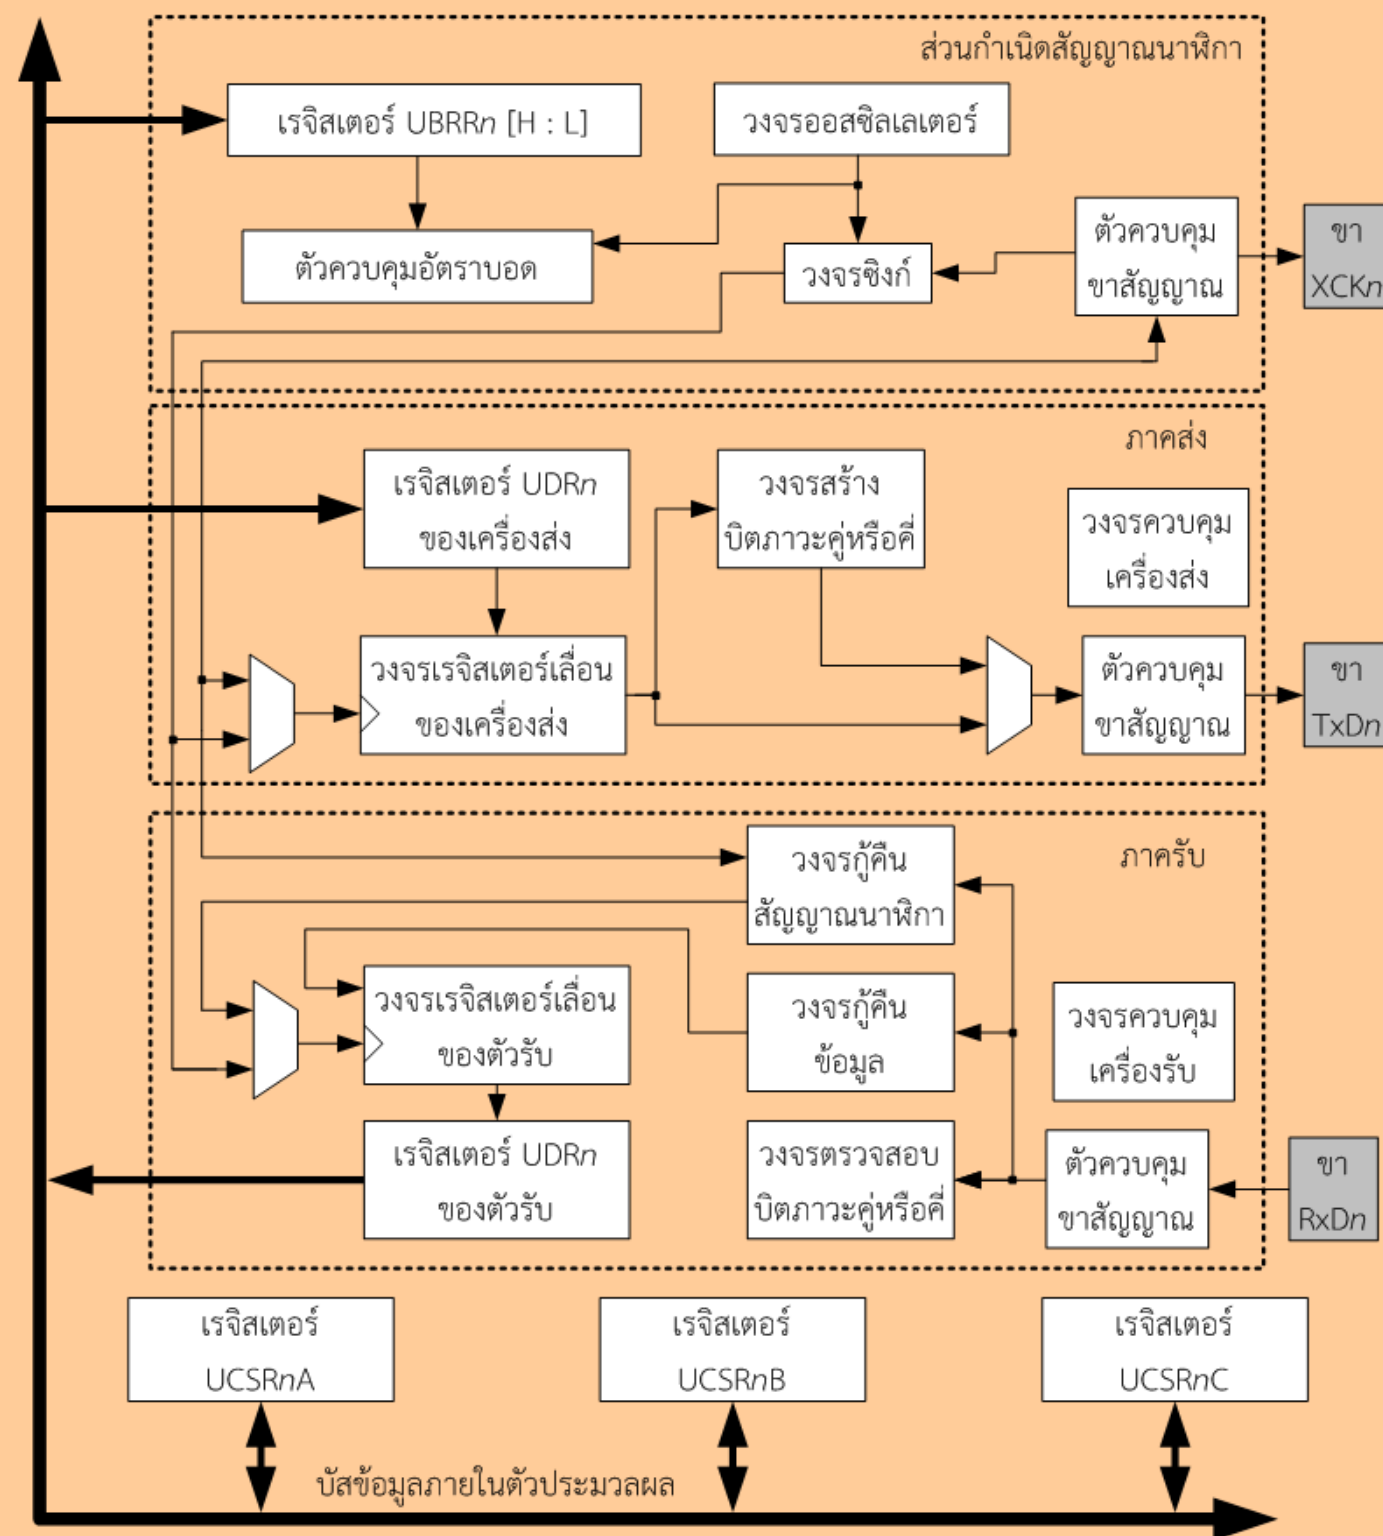 ส่วนกำเนิดสัญญาณนาฬิกา
เรจิสเตอร์ UBRRn [H : L]
วงจรออสซิลเลเตอร์
ตัวควบคุมอัตราบอด
วงจรซิงก์
ตัวควบคุม
ขาสัญญาณ
ขา
XCKn
ภาคส่ง
เรจิสเตอร์ UDRn
ของเครื่องส่ง
วงจรสร้าง
บิตภาวะคู่หรือคี่
วงจรควบคุม
เครื่องส่ง
วงจรเรจิสเตอร์เลื่อน
ของเครื่องส่ง
ตัวควบคุม
ขาสัญญาณ
ขา
TxDn
ภาครับ
วงจรกู้คืน
สัญญาณนาฬิกา
วงจรเรจิสเตอร์เลื่อน
ของตัวรับ
วงจรกู้คืน
ข้อมูล
วงจรควบคุม
เครื่องรับ
เรจิสเตอร์ UDRn
ของตัวรับ
วงจรตรวจสอบ
บิตภาวะคู่หรือคี่
ตัวควบคุม
ขาสัญญาณ
ขา
RxDn
เรจิสเตอร์
UCSRnA
เรจิสเตอร์
UCSRnB
เรจิสเตอร์
UCSRnC
บัสข้อมูลภายในตัวประมวลผล